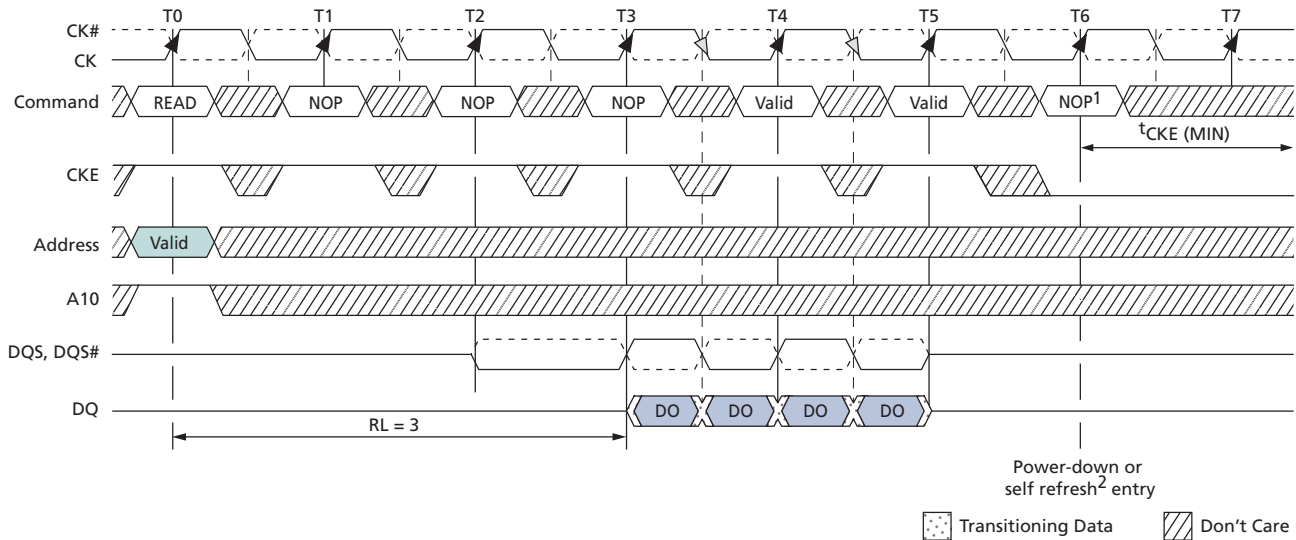 T0 T1 T2 T3 T4 T5 T6 T7
CK#
CK
Command READ NOP NOP NOP Valid Valid NOP1
tCKE (MIN)
CKE
Address Valid
A10
DQS, DQS#
DQ DO DO DO DO
RL = 3
Power-down or
self refresh2 entry
Transitioning Data Don't Care